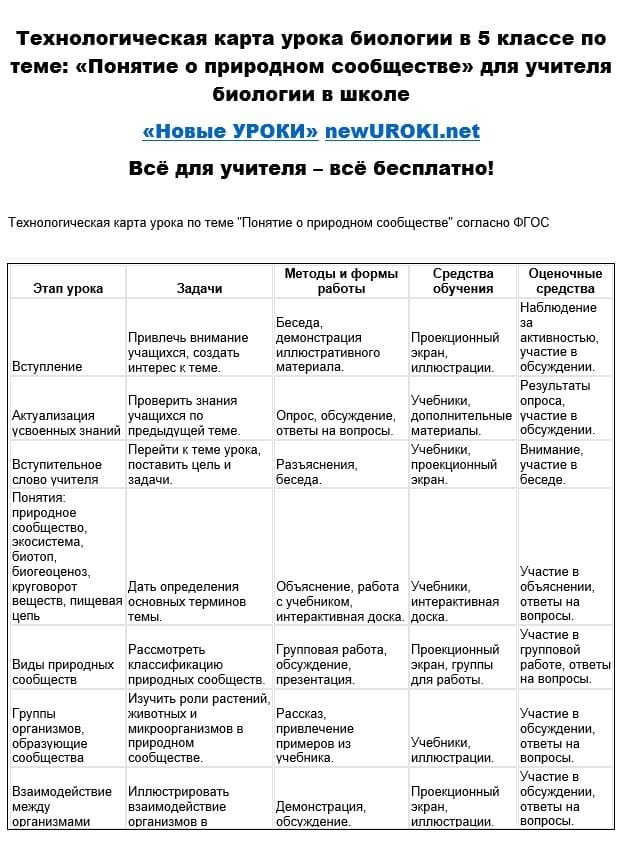 Технологическая карта урока биологии в 5 классе по
теме: «Понятие о природном сообществе» для учителя
биологии в школе
«Новые УРОКИ» newUROKI.net
Всё для учителя – всё бесплатно!
Технологическая карта урока по теме "Понятие о природном сообществе" согласно ФГОС
Этап урока
Задачи
Методы и формы
работы
Средства
обучения
Оценочные
средства
Вступление
Привлечь внимание
учащихся, создать
интерес к теме.
Беседа,
демонстрация
иллюстративного
материала.
Проекционный
экран,
иллюстрации.
Наблюдение
за
активностью,
участие в
обсуждении.
Актуализация
усвоенных знаний
Проверить знания
учащихся по
предыдущей теме.
Опрос, обсуждение,
ответы на вопросы.
Учебники,
дополнительные
материалы.
Результаты
опроса,
участие в
обсуждении.
Вступительное
слово учителя
Перейти к теме урока,
поставить цель и
задачи.
Разъяснения,
беседа.
Учебники,
проекционный
экран.
Внимание,
участие в
беседе.
Понятия:
природное
сообщество,
экосистема,
биотоп,
биогеоценоз,
круговорот
веществ, пищевая
цепь
Дать определения
основных терминов
темы.
Объяснение, работа
с учебником,
интерактивная доска.
Учебники,
интерактивная
доска.
Участие в
объяснении,
ответы на
вопросы.
Виды природных
сообществ
Рассмотреть
классификацию
природных сообществ.
Групповая работа,
обсуждение,
презентация.
Проекционный
экран, группы
для работы.
Участие в
групповой
работе, ответы
на вопросы.
Группы
организмов,
образующие
сообщества
Изучить роли растений,
животных и
микроорганизмов в
природном
сообществе.
Рассказ,
привлечение
примеров из
учебника.
Учебники,
иллюстрации.
Участие в
обсуждении,
ответы на
вопросы.
Взаимодействие
между
организмами
Иллюстрировать
взаимодействие
организмов в
Демонстрация,
обсуждение.
Проекционный
экран,
иллюстрации.
Участие в
обсуждении,
ответы на
вопросы.